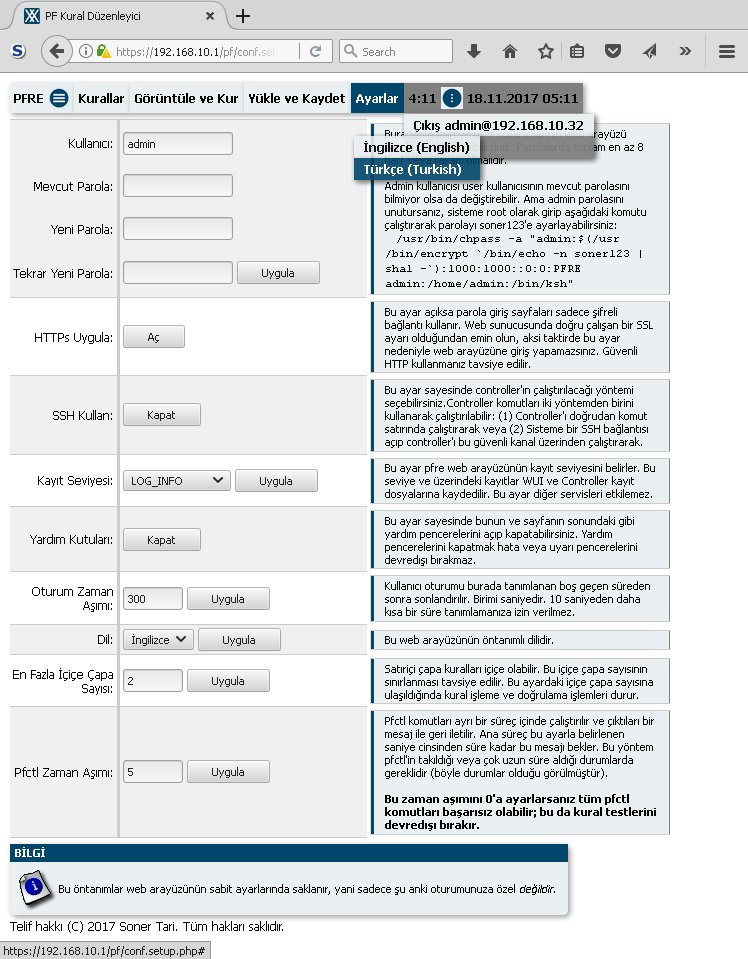 PF Kural Düzenleyici
https://192.168.10.1/pf/conf.se
Search
PFRE Kurallar Görüntüle ve Kur Yükle ve Kaydet Ayarlar 4:11 18.11.2017 05:11
Çıkış admin@192.168.10.32
İngilizce (English)
Türkçe (Turkish)
Kullanıcı: admin
Mevcut Parola:
Yeni Parola:
Tekrar Yeni Parola: Uygula
arayüzü
en az 8
Admin kullanıcısı user kullanıcısının mevcut parolasını
bilmiyor olsa da değiştirebilir. Ama admin parolasını
unutursanız, sisteme root olarak girip aşağıdaki komutu
çalıştırarak parolayı soner123'e ayarlayabilirsiniz:
/usr/bin/chpass -a "admin:$(/usr
/bin/encrypt `/bin/echo -n soner123 |
sha1 -`):1000:1000::0:0:PFRE
admin:/home/admin:/bin/ksh"
HTTPs Uygula: Aç
Bu ayar açıksa parola giriş sayfaları sadece şifreli
bağlantı kullanır. Web sunucusunda doğru çalışan bir SSL
ayarı olduğundan emin olun, aksi taktirde bu ayar
nedeniyle web arayüzüne giriş yapamazsınız. Güvenli
HTTP kullanmanız tavsiye edilir.
SSH Kullan: Kapat
Bu ayar sayesinde controller'ın çalıştırılacağı yöntemi
seçebilirsiniz.Controller komutları iki yöntemden birini
kullanarak çalıştırılabilir: (1) Controller'ı doğrudan komut
satırında çalıştırarak veya (2) Sisteme bir SSH bağlantısı
açıp controller'ı bu güvenli kanal üzerinden çalıştırarak.
Kayıt Seviyesi: LOG_INFO Uygula
Bu ayar pfre web arayüzünün kayıt seviyesini belirler. Bu
seviye ve üzerindeki kayıtlar WUI ve Controller kayıt
dosyalarına kaydedilir. Bu ayar diğer servisleri etkilemez.
Yardım Kutuları: Kapat
Bu ayar sayesinde bunun ve sayfanın sonundaki gibi
yardım pencerelerini açıp kapatabilirsiniz. Yardım
pencerelerini kapatmak hata veya uyarı pencerelerini
devredışı bırakmaz.
Oturum Zaman
Aşımı: 300 Uygula
Kullanıcı oturumu burada tanımlanan boş geçen süreden
sonra sonlandırılır. Birimi saniyedir. 10 saniyeden daha
kısa bir süre tanımlamanıza izin verilmez.
Dil: İngilizce Uygula
Bu web arayüzünün öntanımlı dilidir.
En Fazla İçiçe Çapa
Sayısı: 2 Uygula
Satıriçi çapa kuralları içiçe olabilir. Bu içiçe çapa sayısının
sınırlanması tavsiye edilir. Bu ayardaki içiçe çapa sayısına
ulaşıldığında kural işleme ve doğrulama işlemleri durur.
Pfctl Zaman Aşımı: 5 Uygula
Pfctl komutları ayrı bir süreç içinde çalıştırılır ve çıktıları bir
mesaj ile geri iletilir. Ana süreç bu ayarla belirlenen
saniye cinsinden süre kadar bu mesajı bekler. Bu yöntem
pfctl'in takıldığı veya çok uzun süre aldığı durumlarda
gereklidir (böyle durumlar olduğu görülmüştür).
Bu zaman aşımını 0'a ayarlarsanız tüm pfctl
komutları başarısız olabilir; bu da kural testlerini
devredışı bırakır.
BİLGİ
Bu öntanımlar web arayüzünün sabit ayarlarında saklanır, yani sadece şu anki oturumunuza özel değildir.
Telif hakkı (C) 2017 Soner Tari. Tüm hakları saklıdır.
https://192.168.10.1/pf/conf.setup.php#